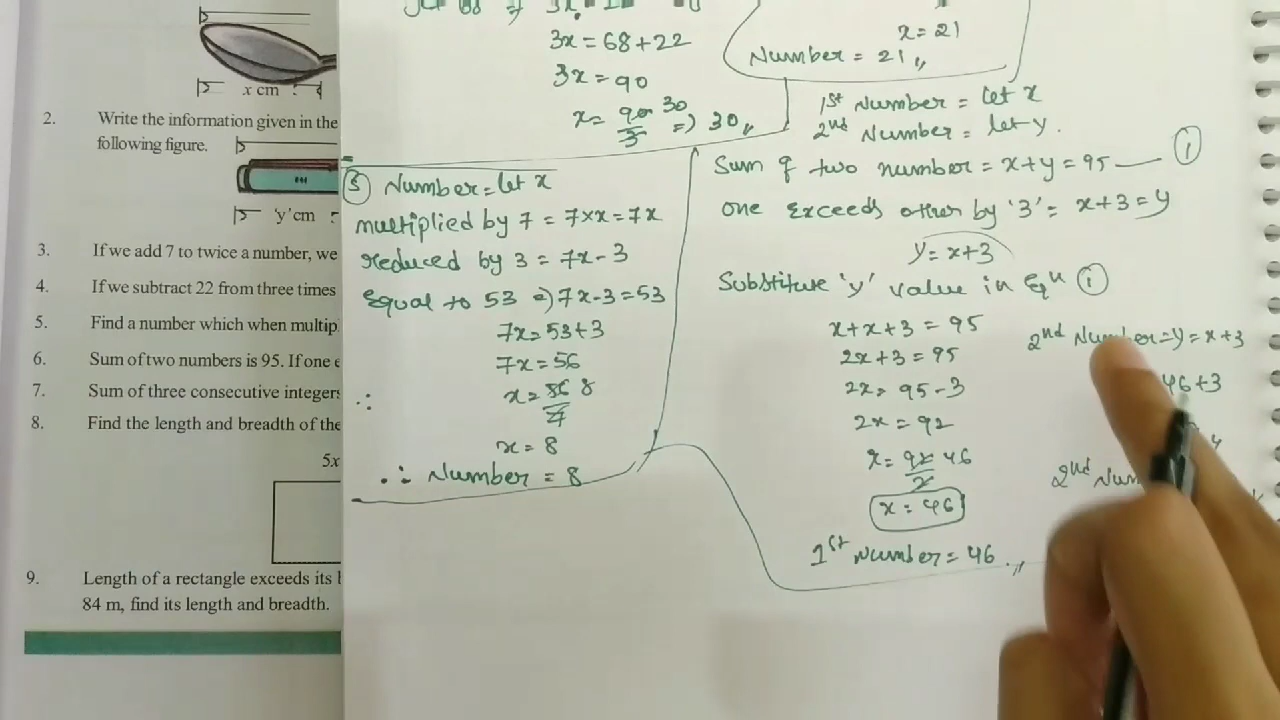 x cm
2. Write the information given in the
following figure.
'y'cm
3. If we add 7 to twice a number, we
4. If we subtract 22 from three times
5. Find a number which when multip
6. Sum of two numbers is 95. If one e
7. Sum of three consecutive integers
8. Find the length and breadth of the
5x
9. Length of a rectangle exceeds its
84 m, find its length and breadth.
3x = 68+22
3x = 90
x = 90/3 30 => 30,,
5 Number = let x
multiplied by 7 = 7×x = 7x
reduced by 3 = 7x-3
Equal to 53 => 7x-3 = 53
7x = 53+3
7x = 56
∴ x = 56/7 8
x = 8
∴ Number = 8
x = 21
Number = 21,,
1st Number = let x
2nd Number = let y.
Sum of two number = x+y = 95 — 1
one exceeds other by '3' = x+3 = y
y = x+3
Substitute 'y' value in Equ 1
x+x+3 = 95
2x+3 = 95
2x = 95-3
2x = 92
x = 92/2 46
x = 46
1st Number = 46.,,
2nd Number = y = x+3
46+3
2nd Num